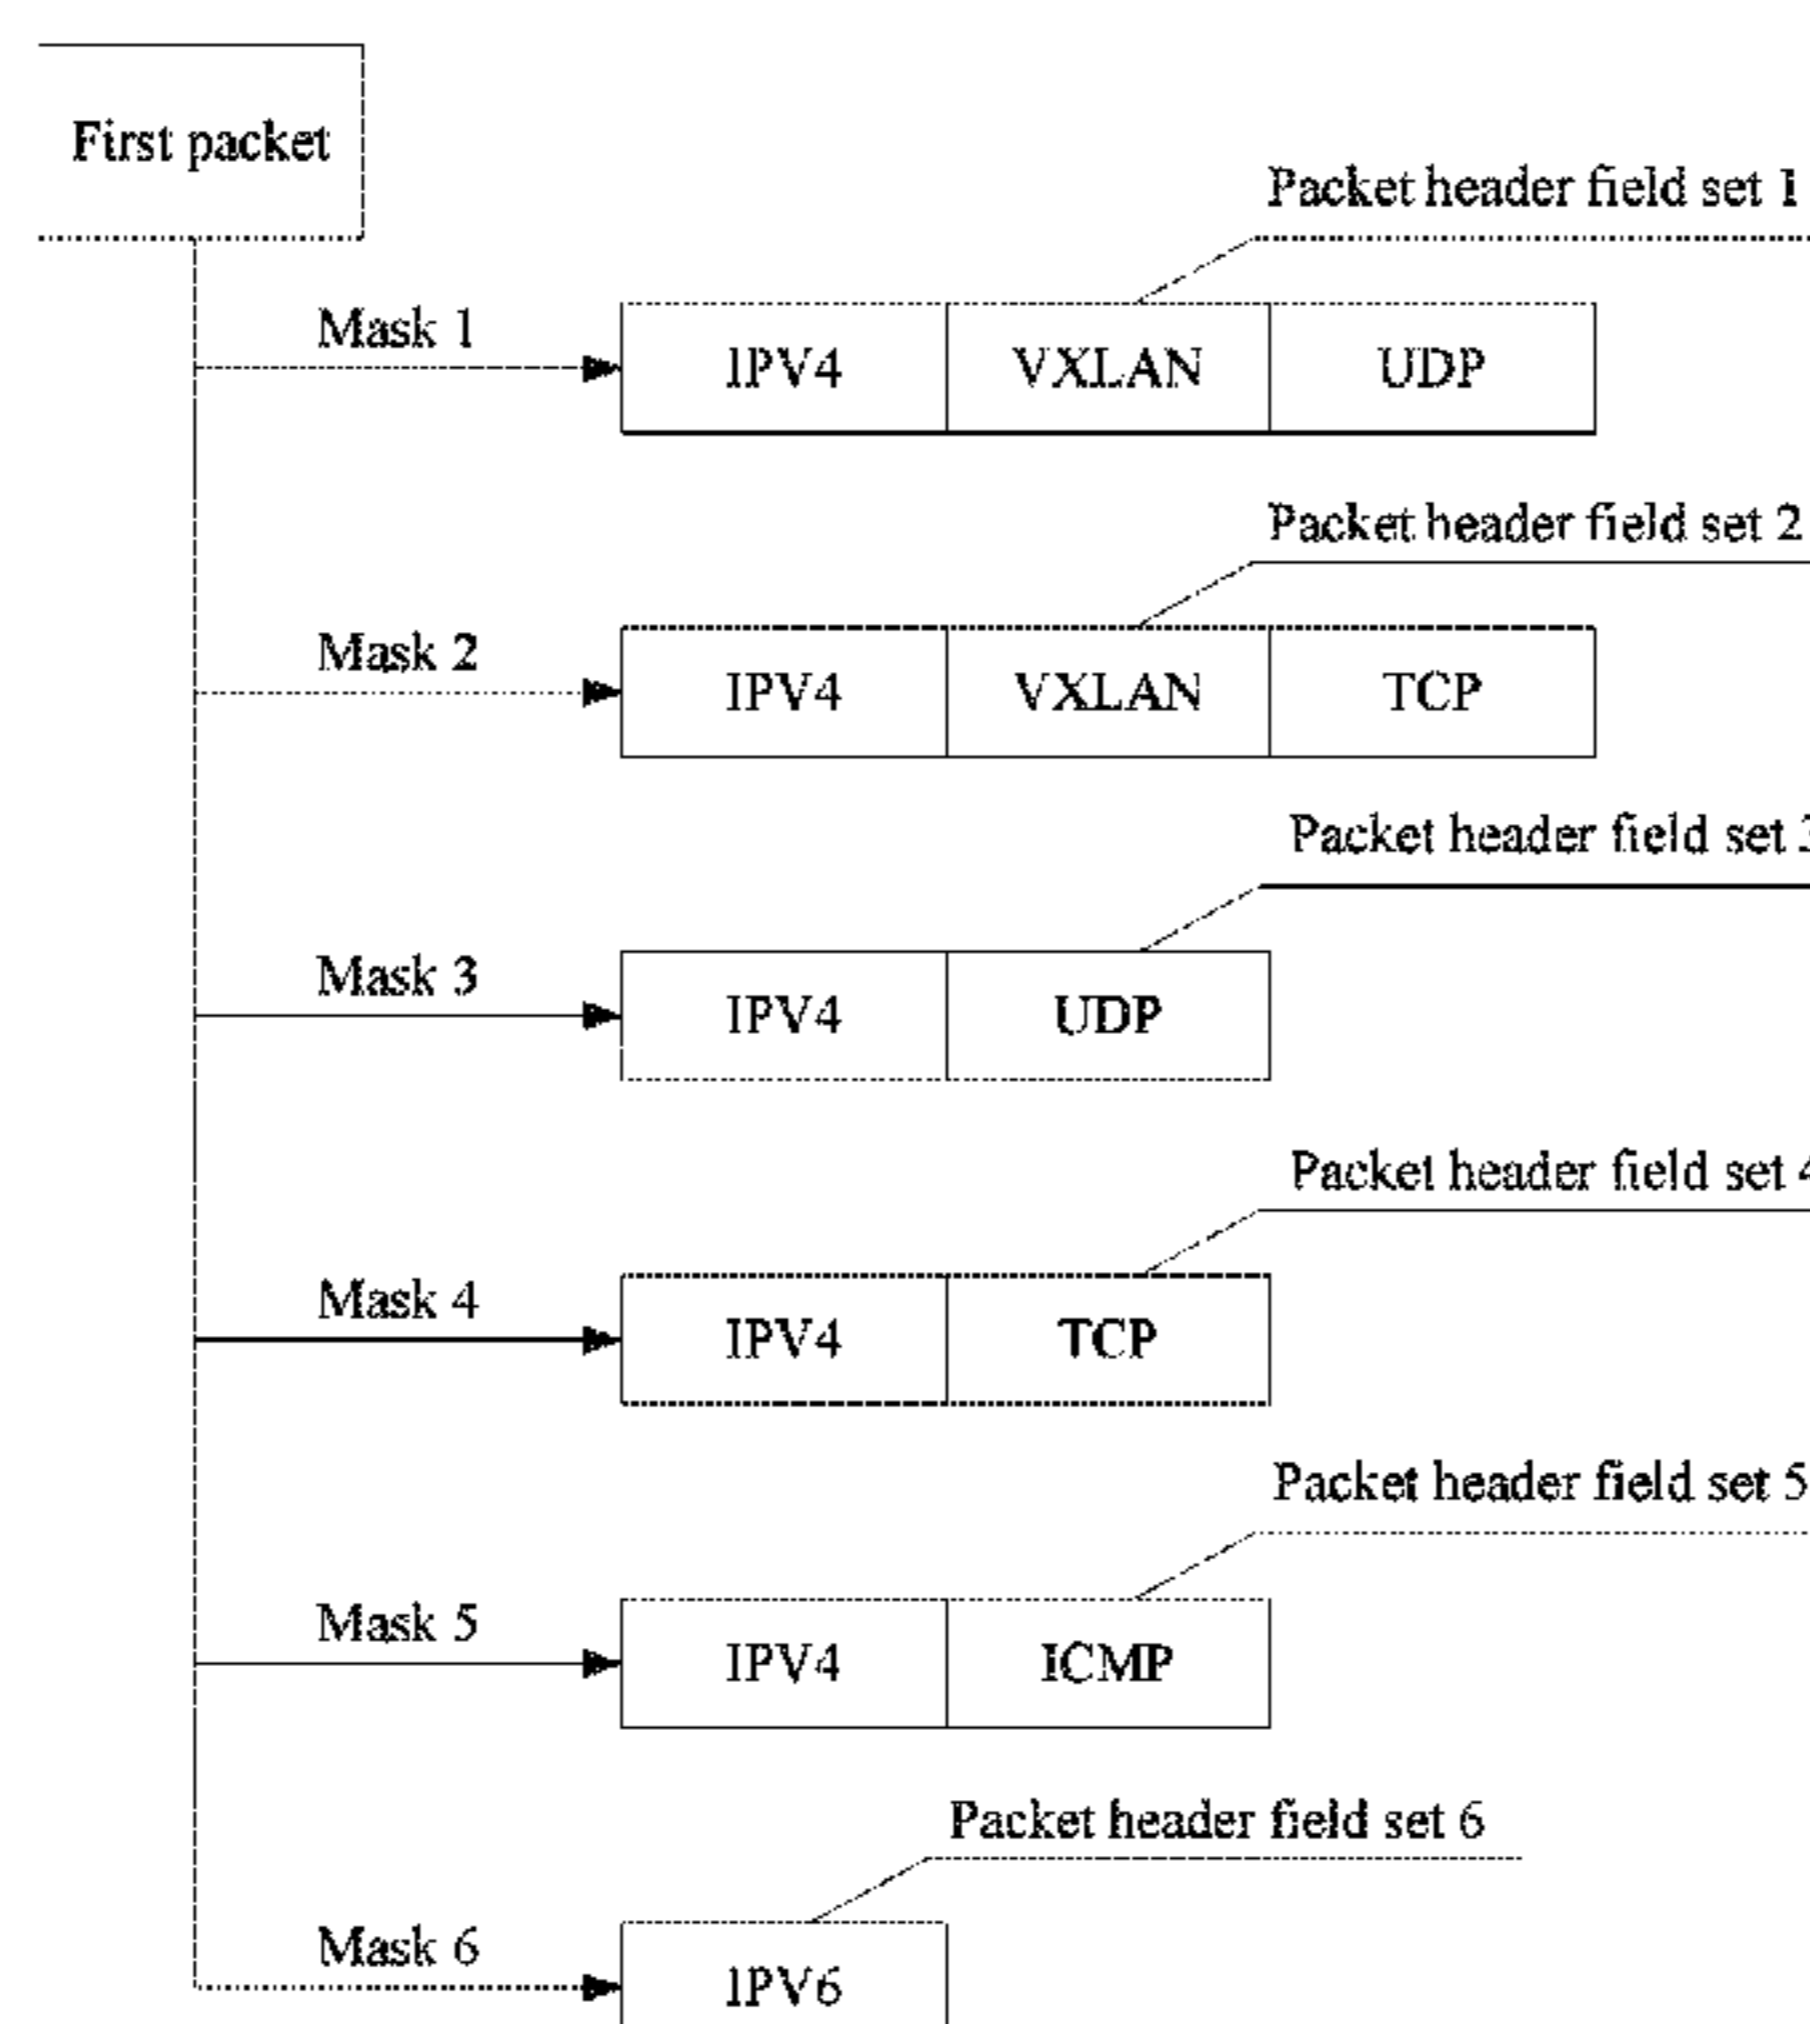 First packet
Packet header field set 1
Mask 1
IPV4 VXLAN UDP
Packet header field set 2
Mask 2
IPV4 VXLAN TCP
Packet header field set 3
Mask 3
IPV4 UDP
Packet header field set 4
Mask 4
IPV4 TCP
Packet header field set 5
Mask 5
IPV4 ICMP
Packet header field set 6
Mask 6
IPV6